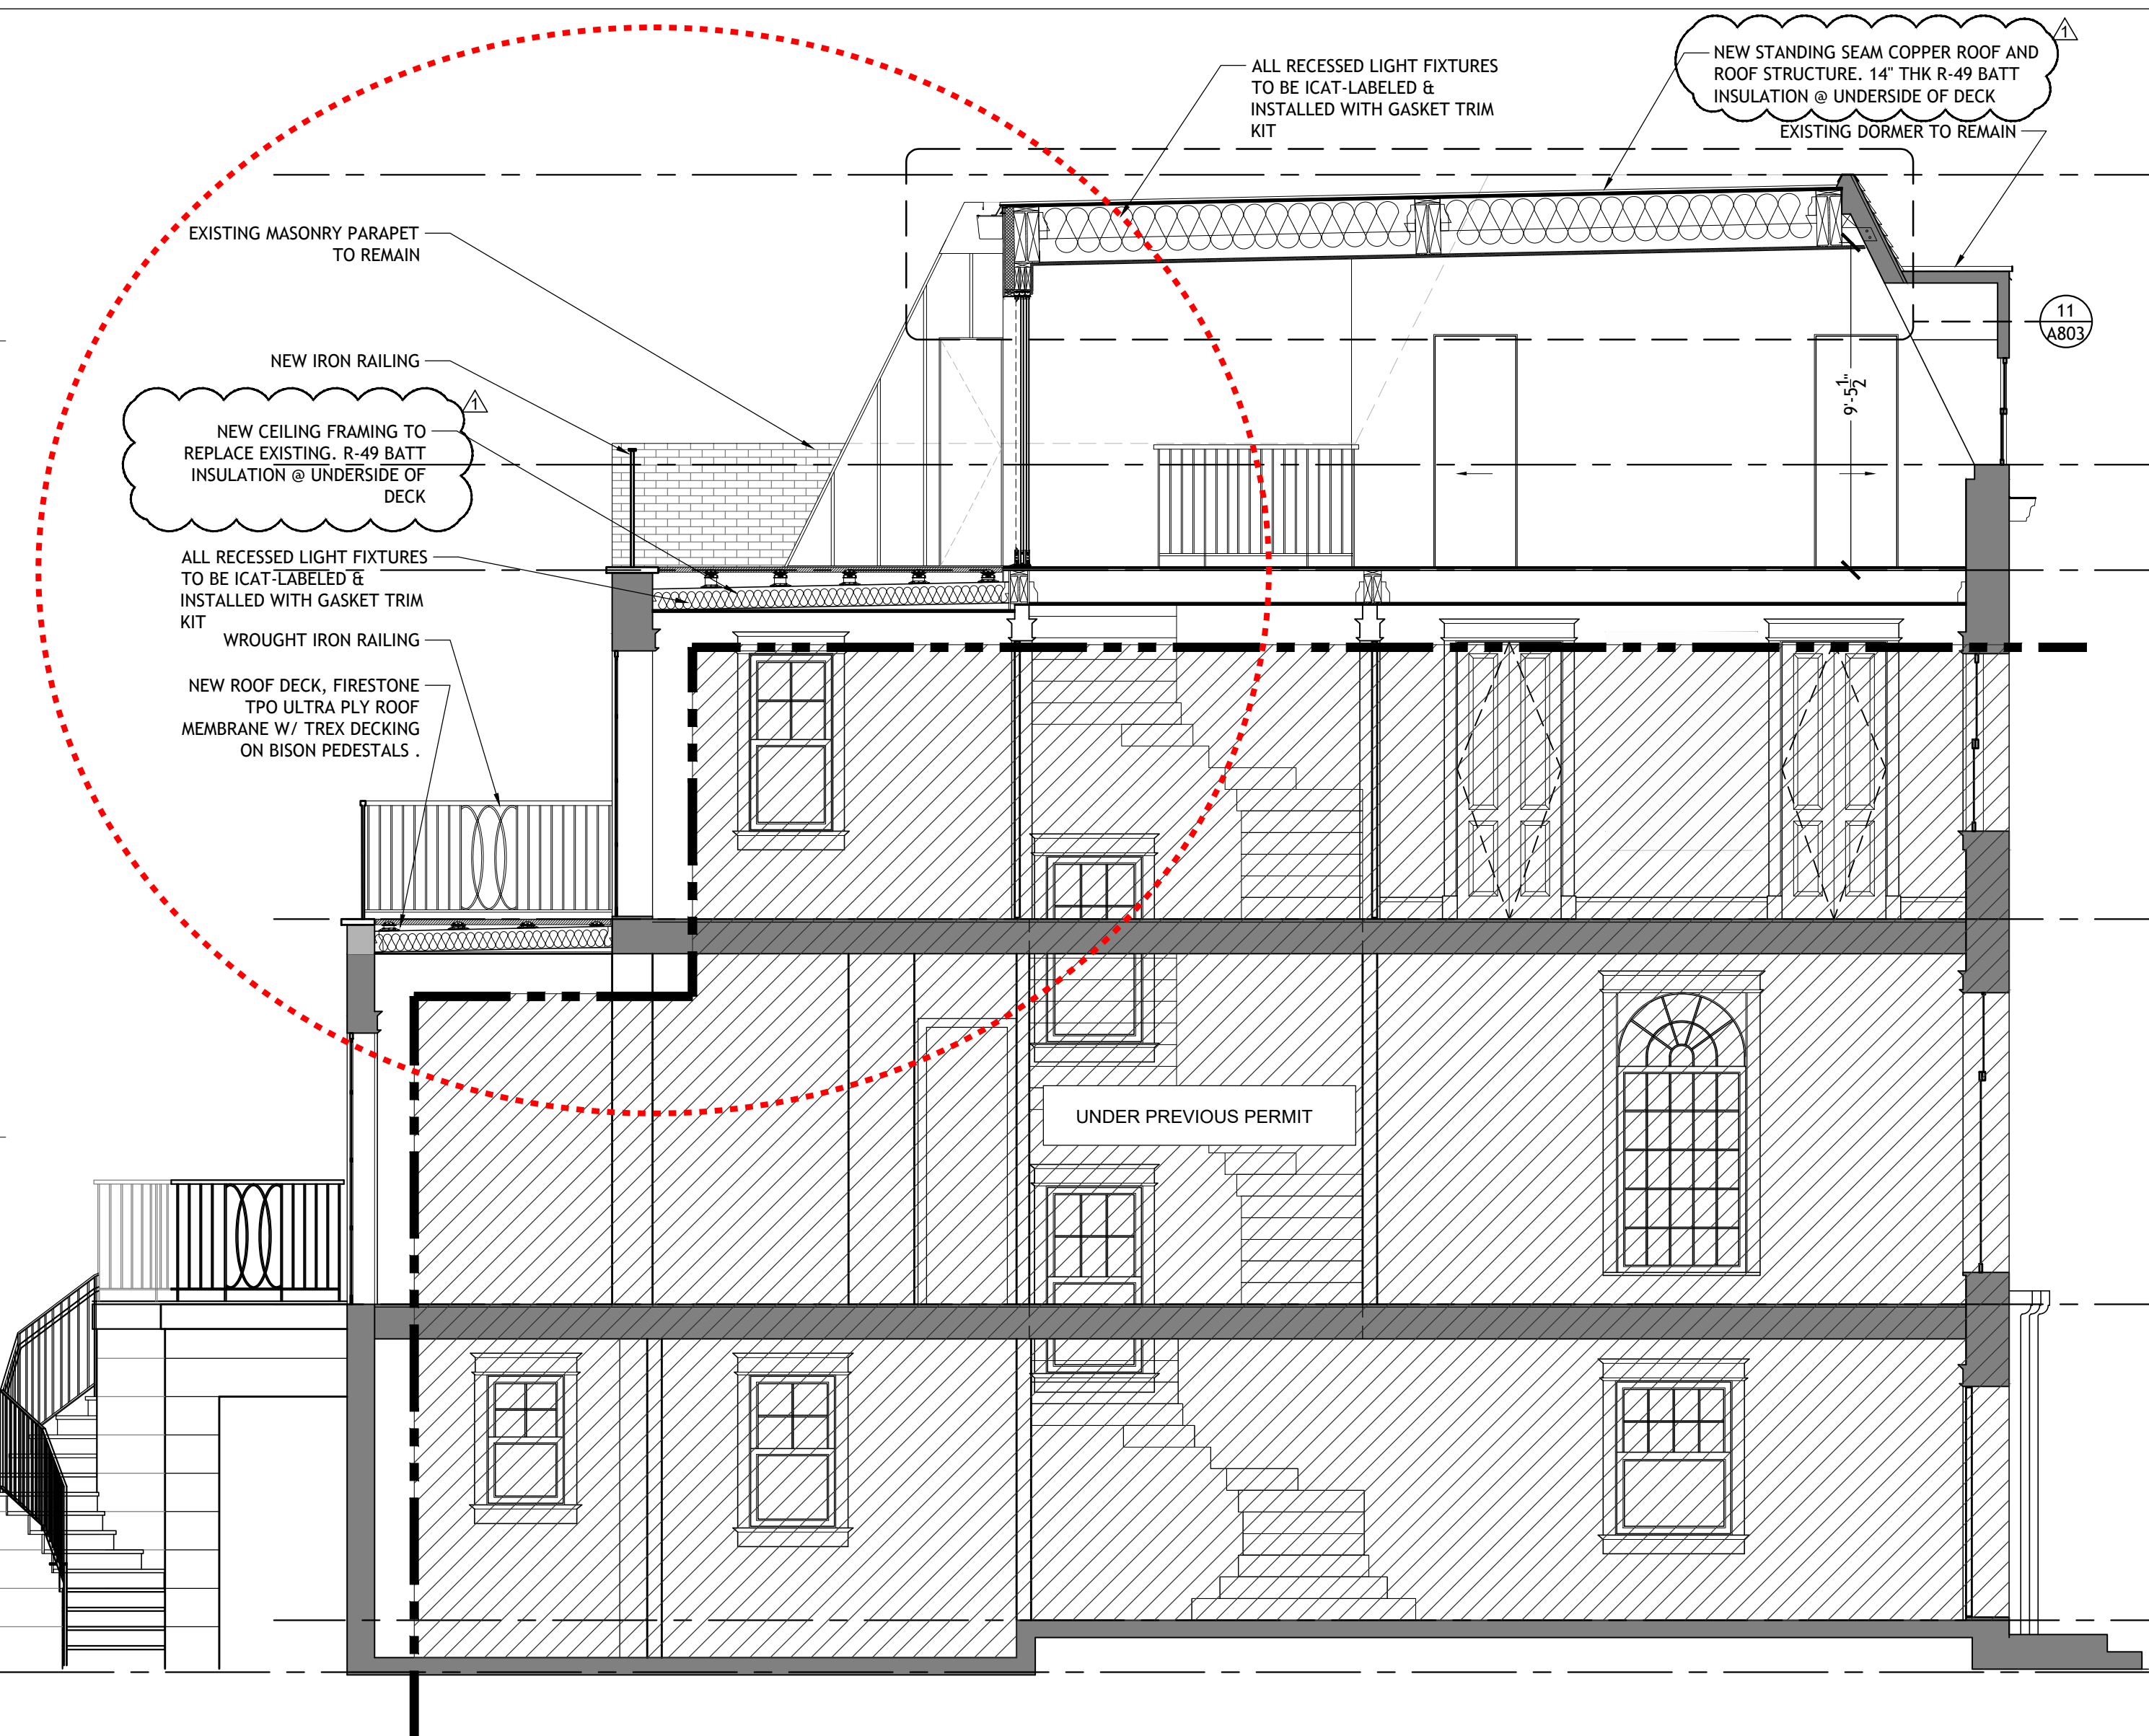 ALL RECESSED LIGHT FIXTURES
TO BE ICAT-LABELED &
INSTALLED WITH GASKET TRIM
KIT
1
NEW STANDING SEAM COPPER ROOF AND
ROOF STRUCTURE. 14" THK R-49 BATT
INSULATION @ UNDERSIDE OF DECK
EXISTING DORMER TO REMAIN
EXISTING MASONRY PARAPET
TO REMAIN
11
A803
NEW IRON RAILING
9'-5 1/2"
1
NEW CEILING FRAMING TO
REPLACE EXISTING. R-49 BATT
INSULATION @ UNDERSIDE OF
DECK
ALL RECESSED LIGHT FIXTURES
TO BE ICAT-LABELED &
INSTALLED WITH GASKET TRIM
KIT
WROUGHT IRON RAILING
NEW ROOF DECK, FIRESTONE
TPO ULTRA PLY ROOF
MEMBRANE W/ TREX DECKING
ON BISON PEDESTALS .
UNDER PREVIOUS PERMIT